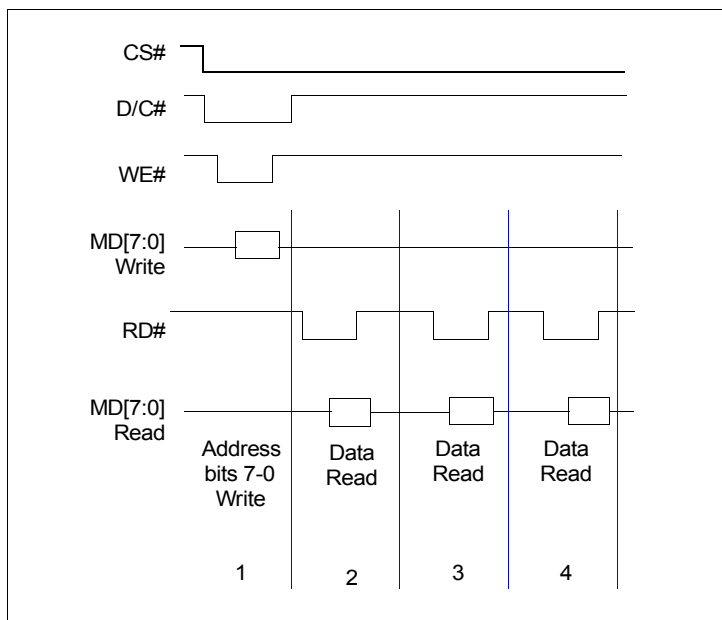 CS#
D/C#
WE#
MD[7:0]
Write
RD#
MD[7:0]
Read
Address
bits 7-0
Write
Data
Read
Data
Read
Data
Read
1
2
3
4